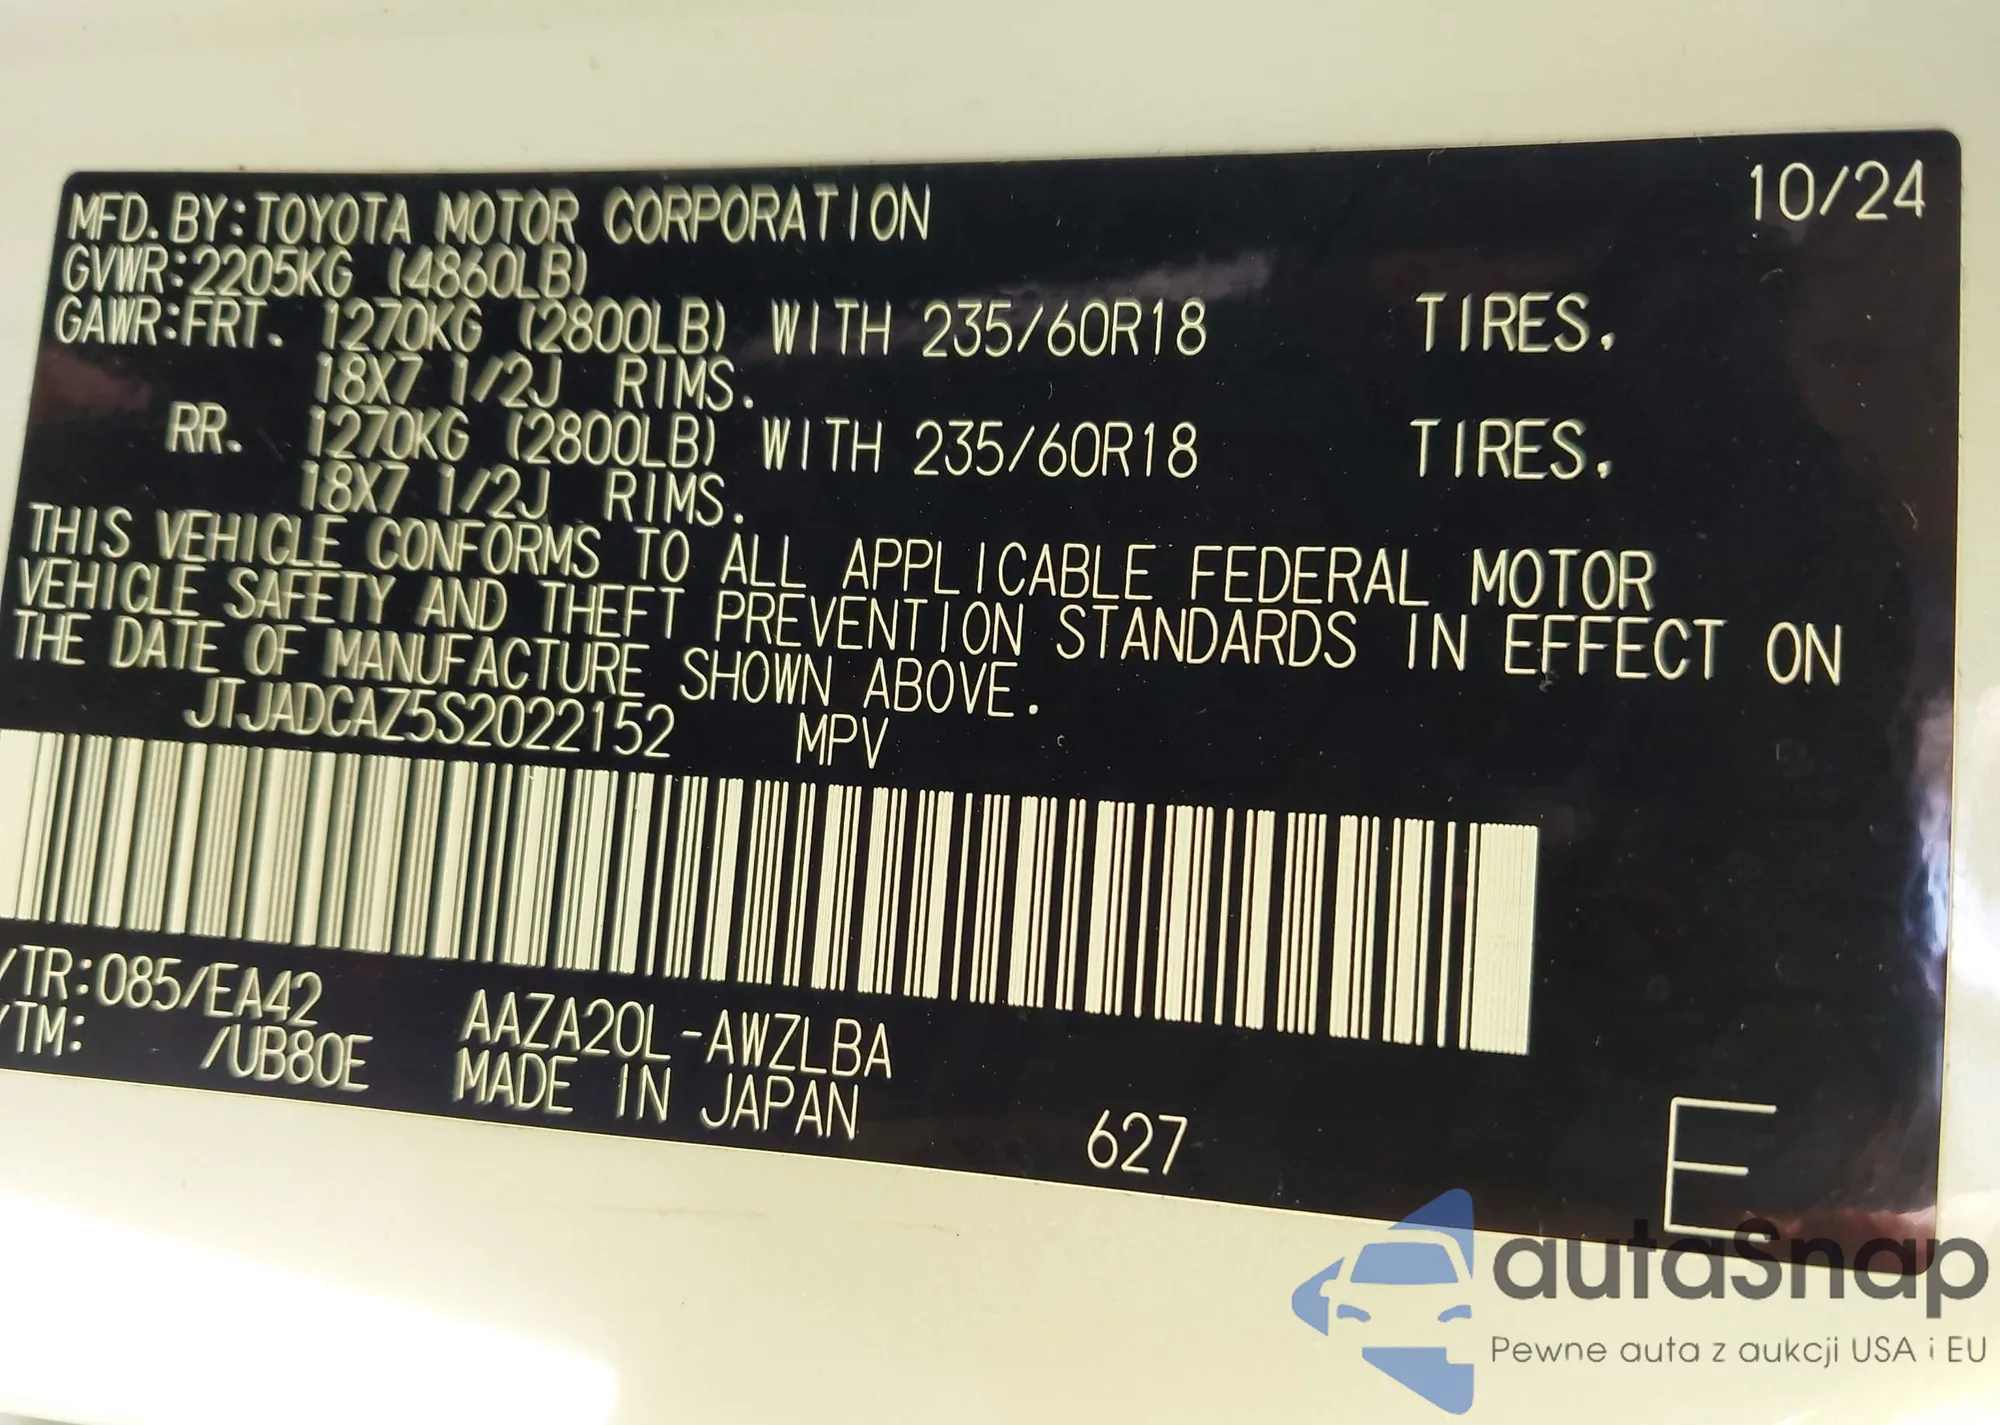 10/24
MFD. BY:TOYOTA MOTOR CORPORATION
GVWR:2205KG (4860LB)
GAWR:FRT. 1270KG (2800LB) WITH 235/60R18 TIRES,
18X7 1/2J RIMS.
RR. 1270KG (2800LB) WITH 235/60R18 TIRES,
18X7 1/2J RIMS.
THIS VEHICLE CONFORMS TO ALL APPLICABLE FEDERAL MOTOR
VEHICLE SAFETY AND THEFT PREVENTION STANDARDS IN EFFECT ON
THE DATE OF MANUFACTURE SHOWN ABOVE.
JTJADCAZ5S2022152 MPV
/TR:085/EA42 AAZA20L-AWZLBA
/TM: /UB80E MADE IN JAPAN
627
E
autaSnap
Pewne auta z aukcji USA i EU